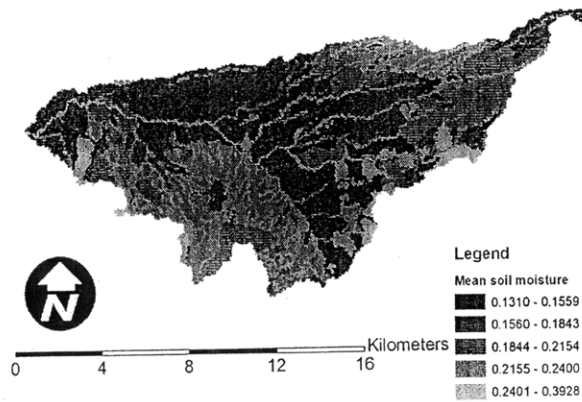 Legend
Mean soil moisture
0.1310 - 0.1559
0.1560 - 0.1843
0.1844 - 0.2154
0.2155 - 0.2400
0.2401 - 0.3928
N
Kilometers
0 4 8 12 16